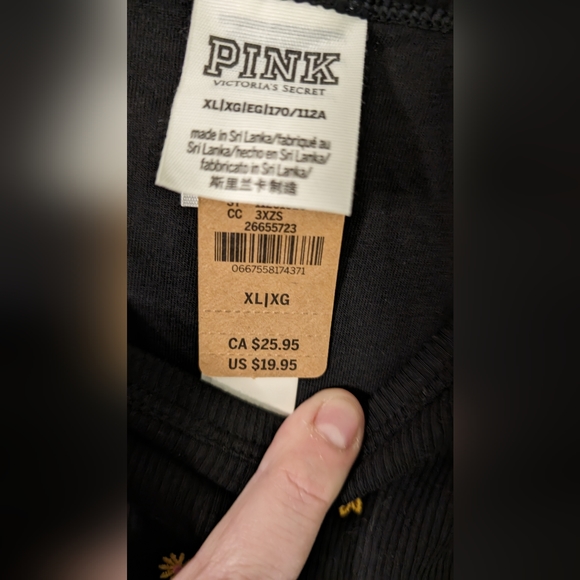 PINK
VICTORIA'S SECRET
XL|XG|EG|170/112A
made in Sri Lanka/fabriqué au
Sri Lanka/hecho en Sri Lanka/
fabbricato in Sri Lanka/
斯里兰卡制造
CC 3XZS
26655723
0667558174371
XL|XG
CA $25.95
US $19.95